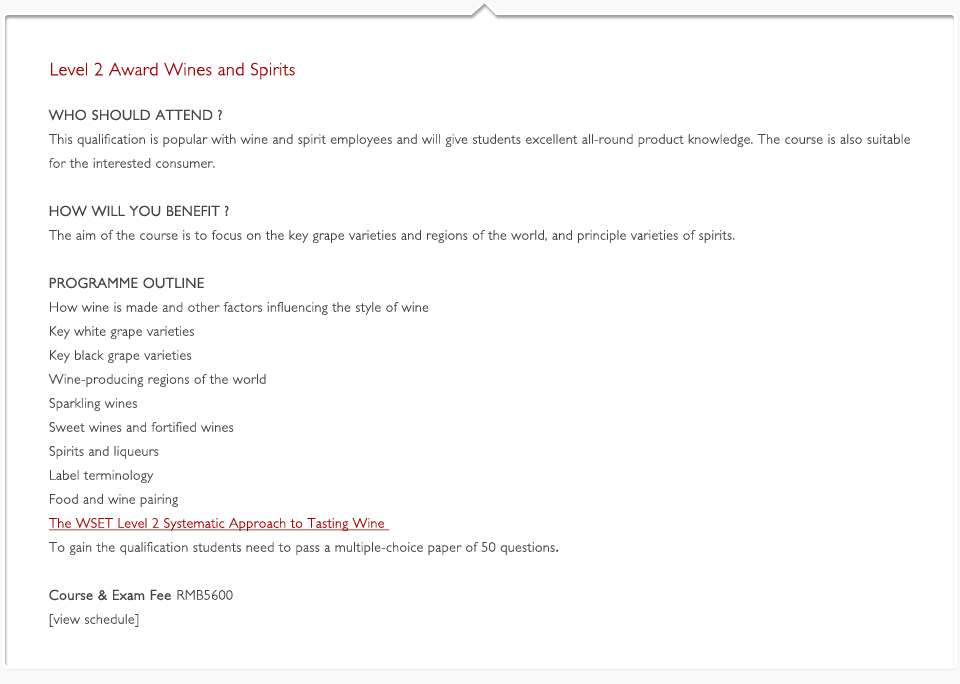 Level 2 Award Wines and Spirits
WHO SHOULD ATTEND ?
This qualification is popular with wine and spirit employees and will give students excellent all-round product knowledge. The course is also suitable
for the interested consumer.
HOW WILL YOU BENEFIT ?
The aim of the course is to focus on the key grape varieties and regions of the world, and principle varieties of spirits.
PROGRAMME OUTLINE
How wine is made and other factors influencing the style of wine
Key white grape varieties
Key black grape varieties
Wine-producing regions of the world
Sparkling wines
Sweet wines and fortified wines
Spirits and liqueurs
Label terminology
Food and wine pairing
The WSET Level 2 Systematic Approach to Tasting Wine
To gain the qualification students need to pass a multiple-choice paper of 50 questions.
Course & Exam Fee RMB5600
[view schedule]